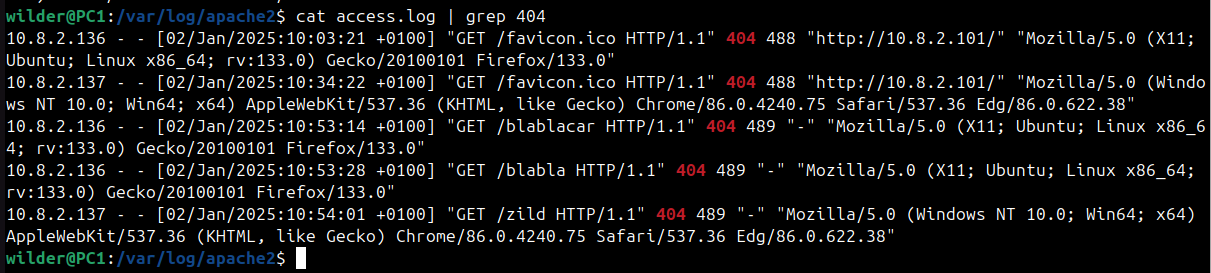 wilder@PC1:/var/log/apache2$ cat access.log | grep 404
10.8.2.136 - - [02/Jan/2025:10:03:21 +0100] "GET /favicon.ico HTTP/1.1" 404 488 "http://10.8.2.101/" "Mozilla/5.0 (X11;
Ubuntu; Linux x86_64; rv:133.0) Gecko/20100101 Firefox/133.0"
10.8.2.137 - - [02/Jan/2025:10:34:22 +0100] "GET /favicon.ico HTTP/1.1" 404 488 "http://10.8.2.101/" "Mozilla/5.0 (Windo
ws NT 10.0; Win64; x64) AppleWebKit/537.36 (KHTML, like Gecko) Chrome/86.0.4240.75 Safari/537.36 Edg/86.0.622.38"
10.8.2.136 - - [02/Jan/2025:10:53:14 +0100] "GET /blablacar HTTP/1.1" 404 489 "-" "Mozilla/5.0 (X11; Ubuntu; Linux x86_6
4; rv:133.0) Gecko/20100101 Firefox/133.0"
10.8.2.136 - - [02/Jan/2025:10:53:28 +0100] "GET /blabla HTTP/1.1" 404 489 "-" "Mozilla/5.0 (X11; Ubuntu; Linux x86_64;
rv:133.0) Gecko/20100101 Firefox/133.0"
10.8.2.137 - - [02/Jan/2025:10:54:01 +0100] "GET /zild HTTP/1.1" 404 489 "-" "Mozilla/5.0 (Windows NT 10.0; Win64; x64)
AppleWebKit/537.36 (KHTML, like Gecko) Chrome/86.0.4240.75 Safari/537.36 Edg/86.0.622.38"
wilder@PC1:/var/log/apache2$